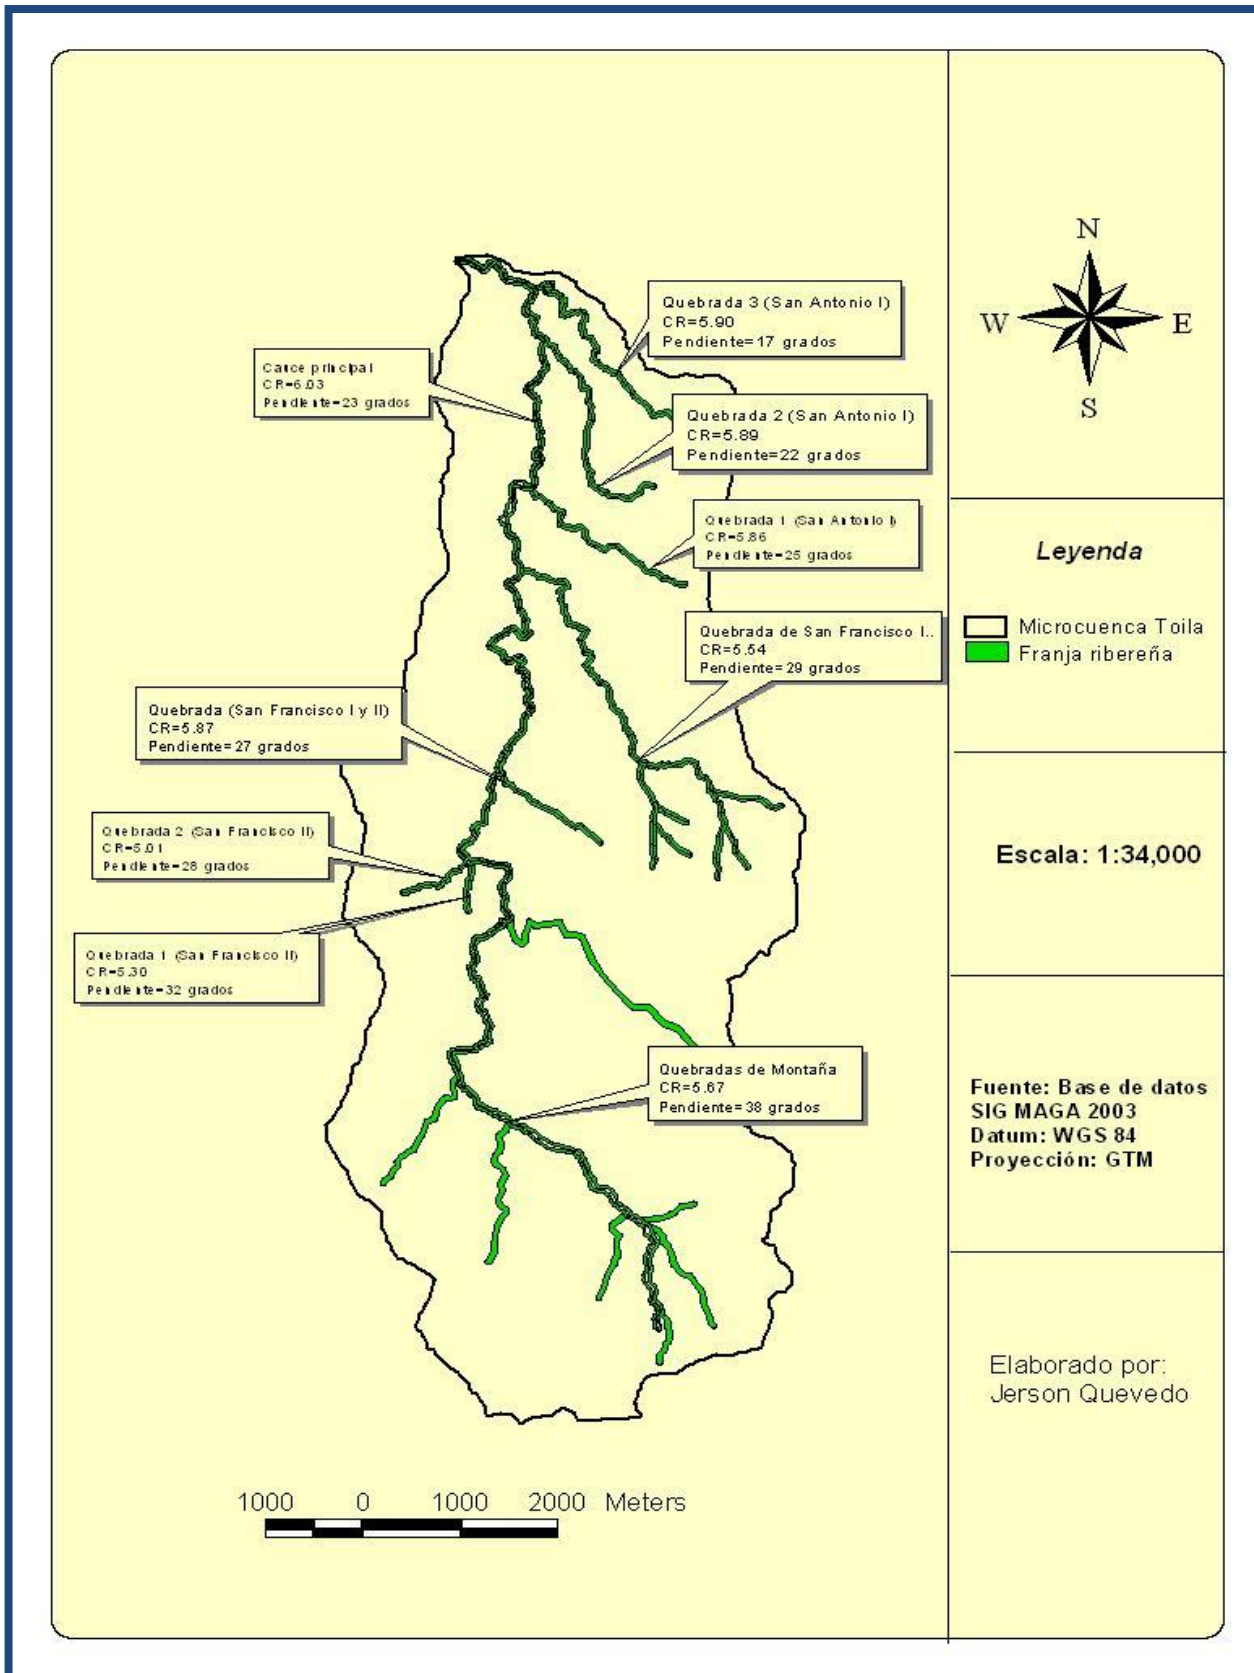 N
W
E
S
Quebrada 3 (San Antonio I)
CR=5.90
Pendiente=17 grados
Cauce principal
CR=6.03
Pendiente=23 grados
Quebrada 2 (San Antonio I)
CR=5.89
Pendiente=22 grados
Quebrada 1 (San Antonio I)
CR=5.86
Pendiente=25 grados
Quebrada de San Francisco I..
CR=5.54
Pendiente=29 grados
Quebrada (San Francisco I y II)
CR=5.87
Pendiente=27 grados
Quebrada 2 (San Francisco II)
CR=5.01
Pendiente=28 grados
Quebrada 1 (San Francisco II)
CR=5.30
Pendiente=32 grados
Quebradas de Montaña
CR=5.67
Pendiente=38 grados
1000 0 1000 2000 Meters
Leyenda
Microcuenca Toila
Franja ribereña
Escala: 1:34,000
Fuente: Base de datos
SIG MAGA 2003
Datum: WGS 84
Proyección: GTM
Elaborado por:
Jerson Quevedo